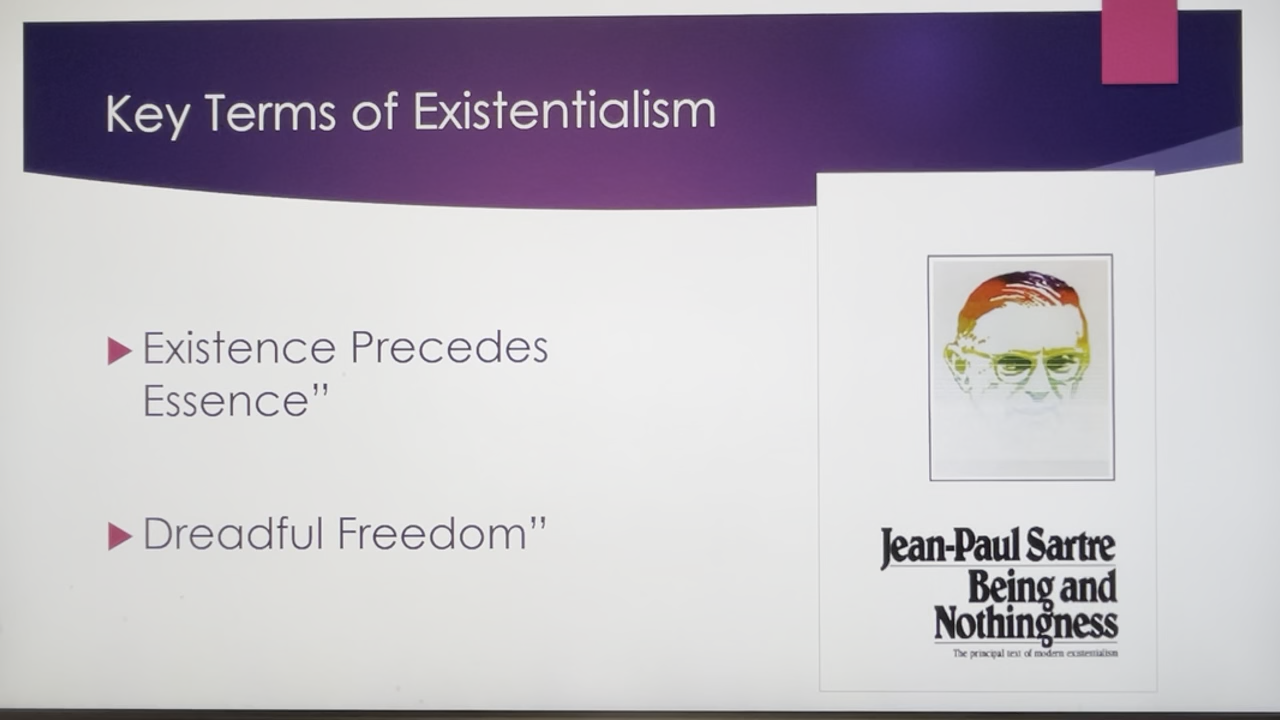 Key Terms of Existentialism
Existence Precedes
Essence”
Dreadful Freedom”
Jean-Paul Sartre
Being and
Nothingness
The principal text of modern existentialism